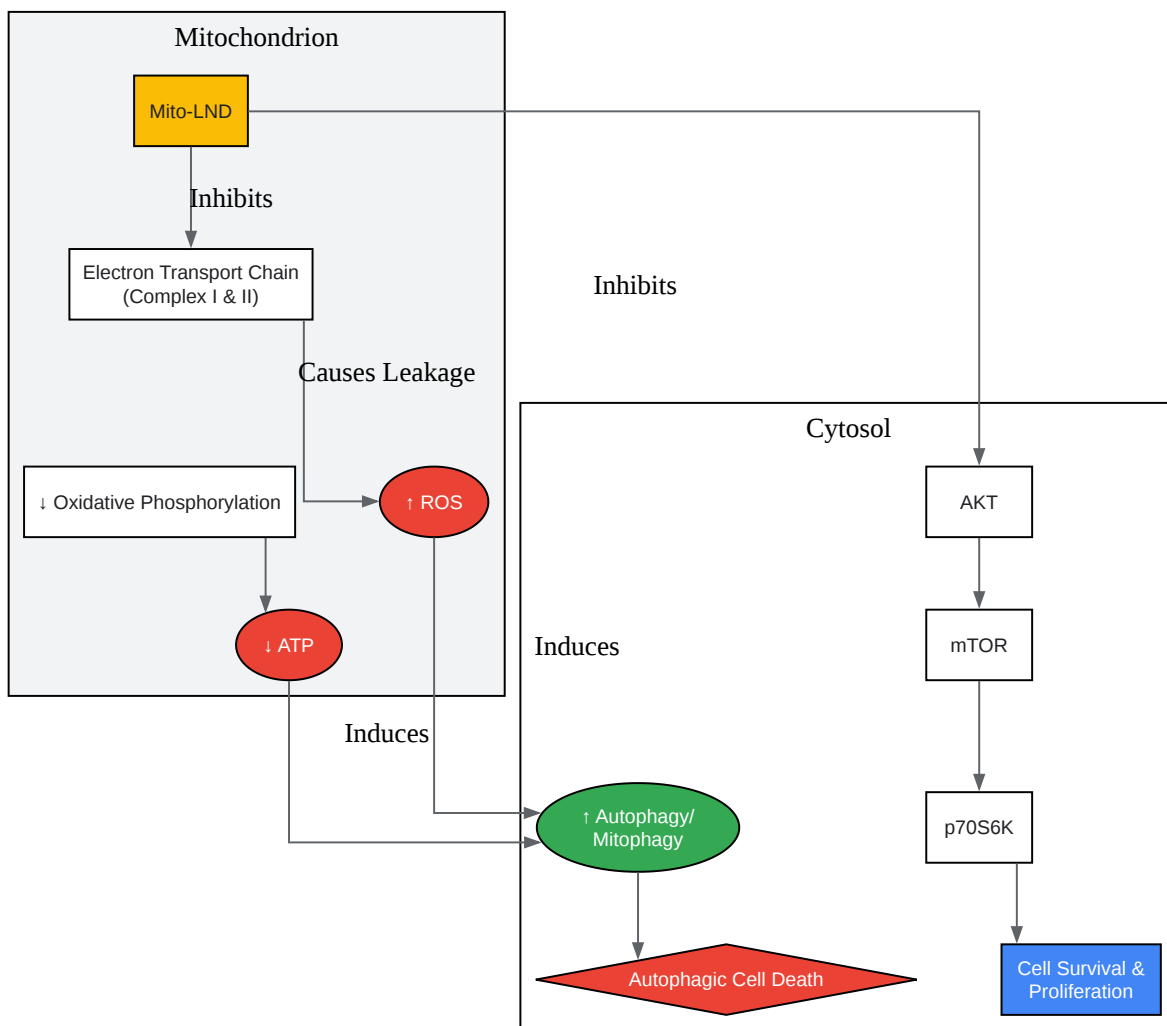 Mitochondrion
Mito-LND
Inhibits
Electron Transport Chain
(Complex I & II)
Inhibits
Causes Leakage
Cytosol
↓ Oxidative Phosphorylation
↑ ROS
AKT
↓ ATP
Induces
mTOR
Induces
↑ Autophagy/
Mitophagy
p70S6K
Autophagic Cell Death
Cell Survival &
Proliferation